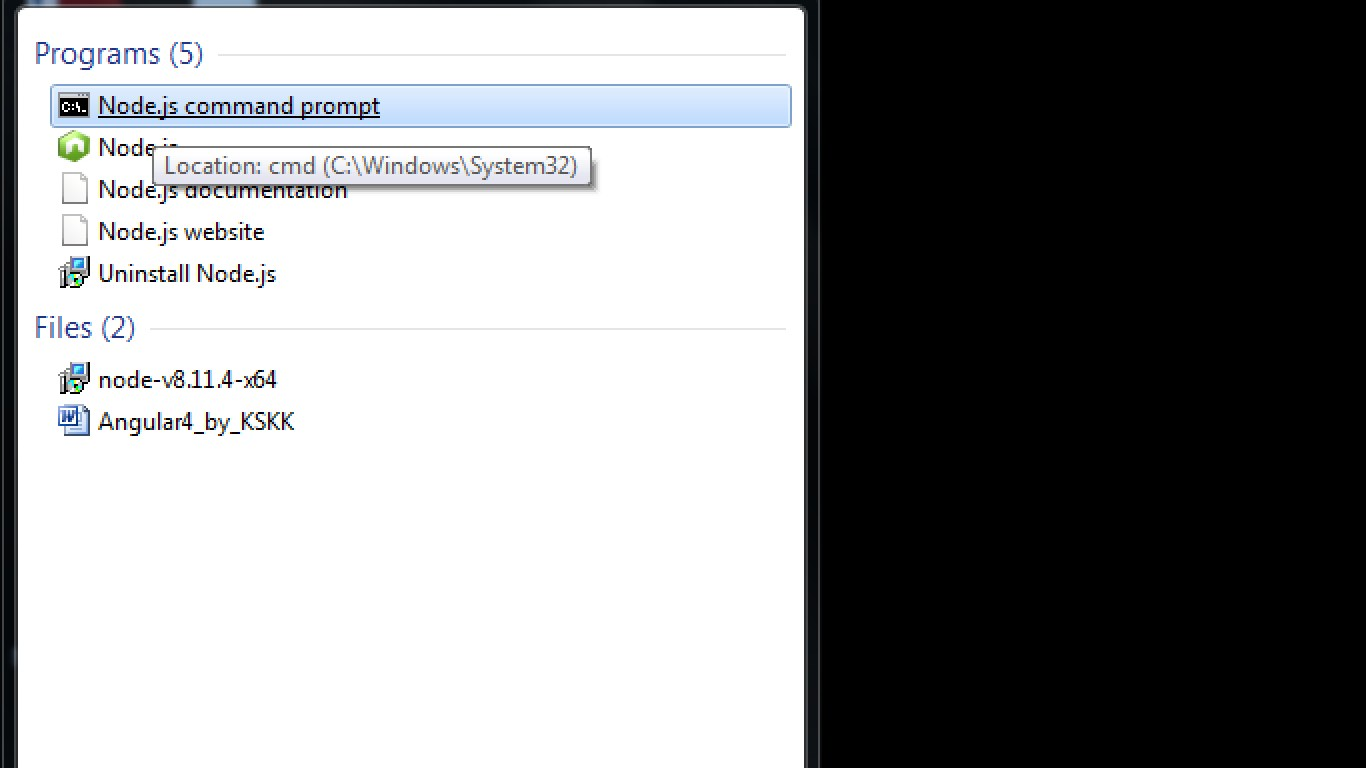 Programs (5)
C:\.
Node.js command prompt
Node.js
Location: cmd (C:\Windows\System32)
Node.js documentation
Node.js website
Uninstall Node.js
Files (2)
node-v8.11.4-x64
Angular4_by_KSKK